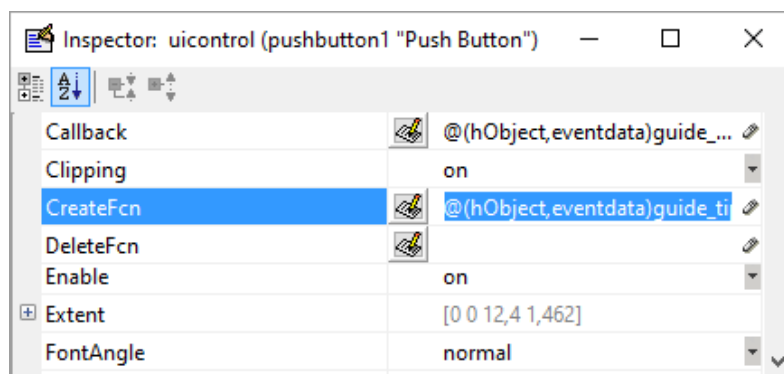 Inspector: uicontrol (pushbutton1 "Push Button")
A Z
Callback @(hObject,eventdata)guide_...
Clipping on
CreateFcn @(hObject,eventdata)guide_ti
DeleteFcn
Enable on
Extent [0 0 12,4 1,462]
FontAngle normal